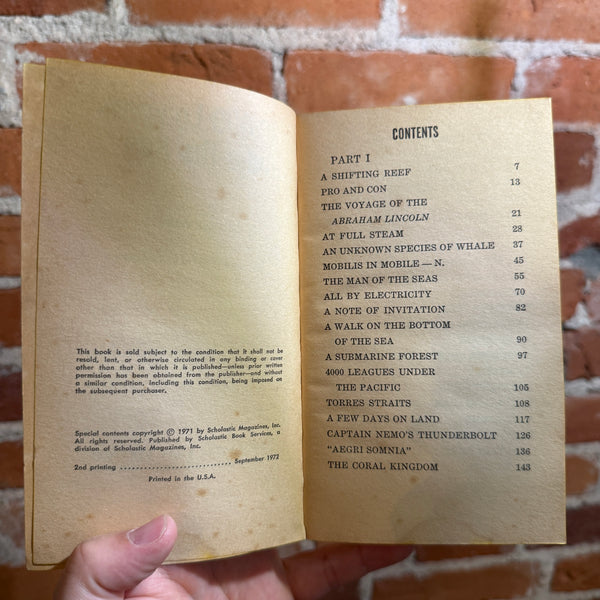 This book is sold subject to the condition that it shall not be
resold, lent, or otherwise circulated in any binding or cover
other than that in which it is published—unless prior written
permission has been obtained from the publisher—and without
a similar condition, including this condition, being imposed on
the subsequent purchaser.
Special contents copyright © 1971 by Scholastic Magazines, Inc.
All rights reserved. Published by Scholastic Book Services, a
division of Scholastic Magazines, Inc.
2nd printing ............................ September 1972
Printed in the U.S.A.
CONTENTS
PART I
A SHIFTING REEF 7
PRO AND CON 13
THE VOYAGE OF THE
ABRAHAM LINCOLN 21
AT FULL STEAM 28
AN UNKNOWN SPECIES OF WHALE 37
MOBILIS IN MOBILE — N. 45
THE MAN OF THE SEAS 55
ALL BY ELECTRICITY 70
A NOTE OF INVITATION 82
A WALK ON THE BOTTOM
OF THE SEA 90
A SUBMARINE FOREST 97
4000 LEAGUES UNDER
THE PACIFIC 105
TORRES STRAITS 108
A FEW DAYS ON LAND 117
CAPTAIN NEMO'S THUNDERBOLT 126
"AEGRI SOMNIA" 136
THE CORAL KINGDOM 143